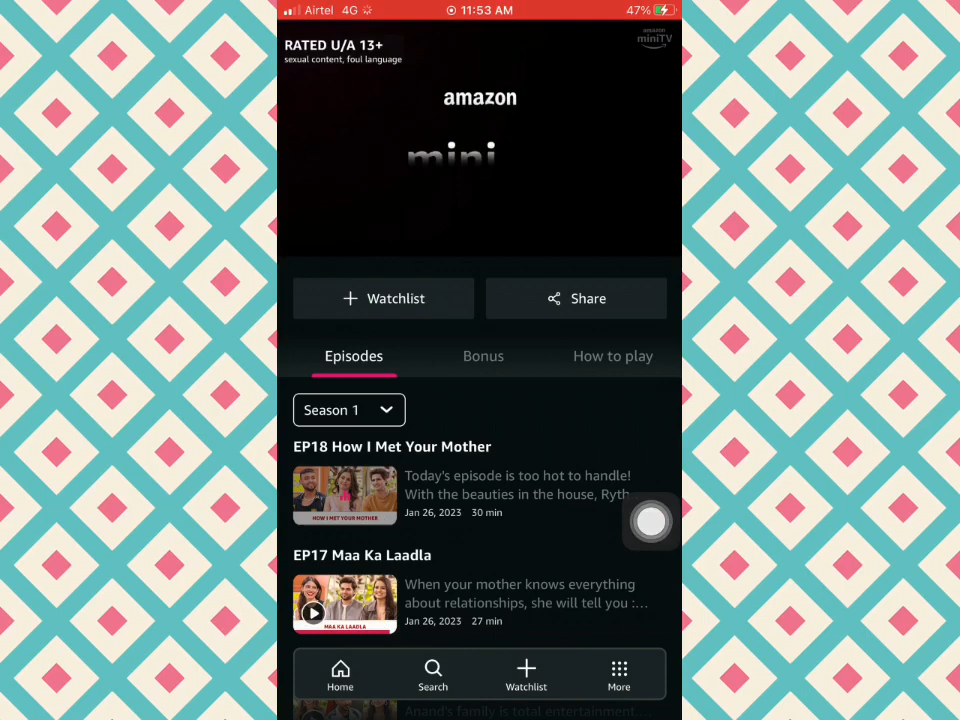 Airtel 4G
11:53 AM
47%
RATED U/A 13+
sexual content, foul language
amazon
miniTV
amazon
mini
Watchlist
Share
Episodes
Bonus
How to play
Season 1
EP18 How I Met Your Mother
Today's episode is too hot to handle!
With the beauties in the house, Ryth...
Jan 26, 2023 30 min
HOW I MET YOUR MOTHER
EP17 Maa Ka Laadla
When your mother knows everything
about relationships, she will tell you :...
Jan 26, 2023 27 min
MAA KA LAADLA
Home
Search
Watchlist
More
Anand's family is total entertainment